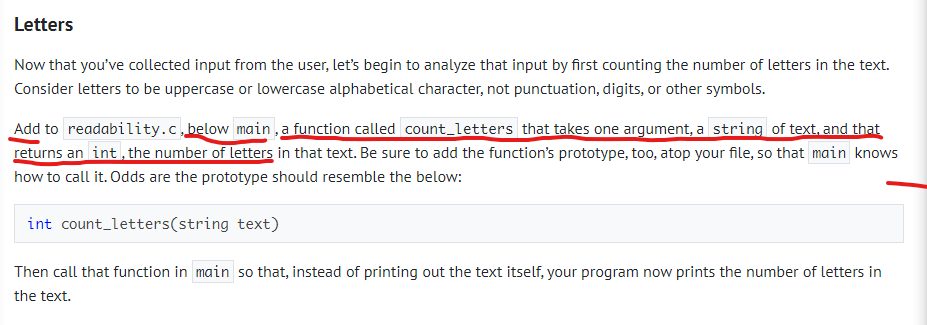 Letters
Now that you've collected input from the user, let's begin to analyze that input by first counting the number of letters in the text.
Consider letters to be uppercase or lowercase alphabetical character, not punctuation, digits, or other symbols.
Add to readability.c, below main, a function called count_letters that takes one argument, a string of text, and that
returns an int, the number of letters in that text. Be sure to add the function's prototype, too, atop your file, so that main knows
how to call it. Odds are the prototype should resemble the below:
int count_letters(string text)
Then call that function in main so that, instead of printing out the text itself, your program now prints the number of letters in
the text.